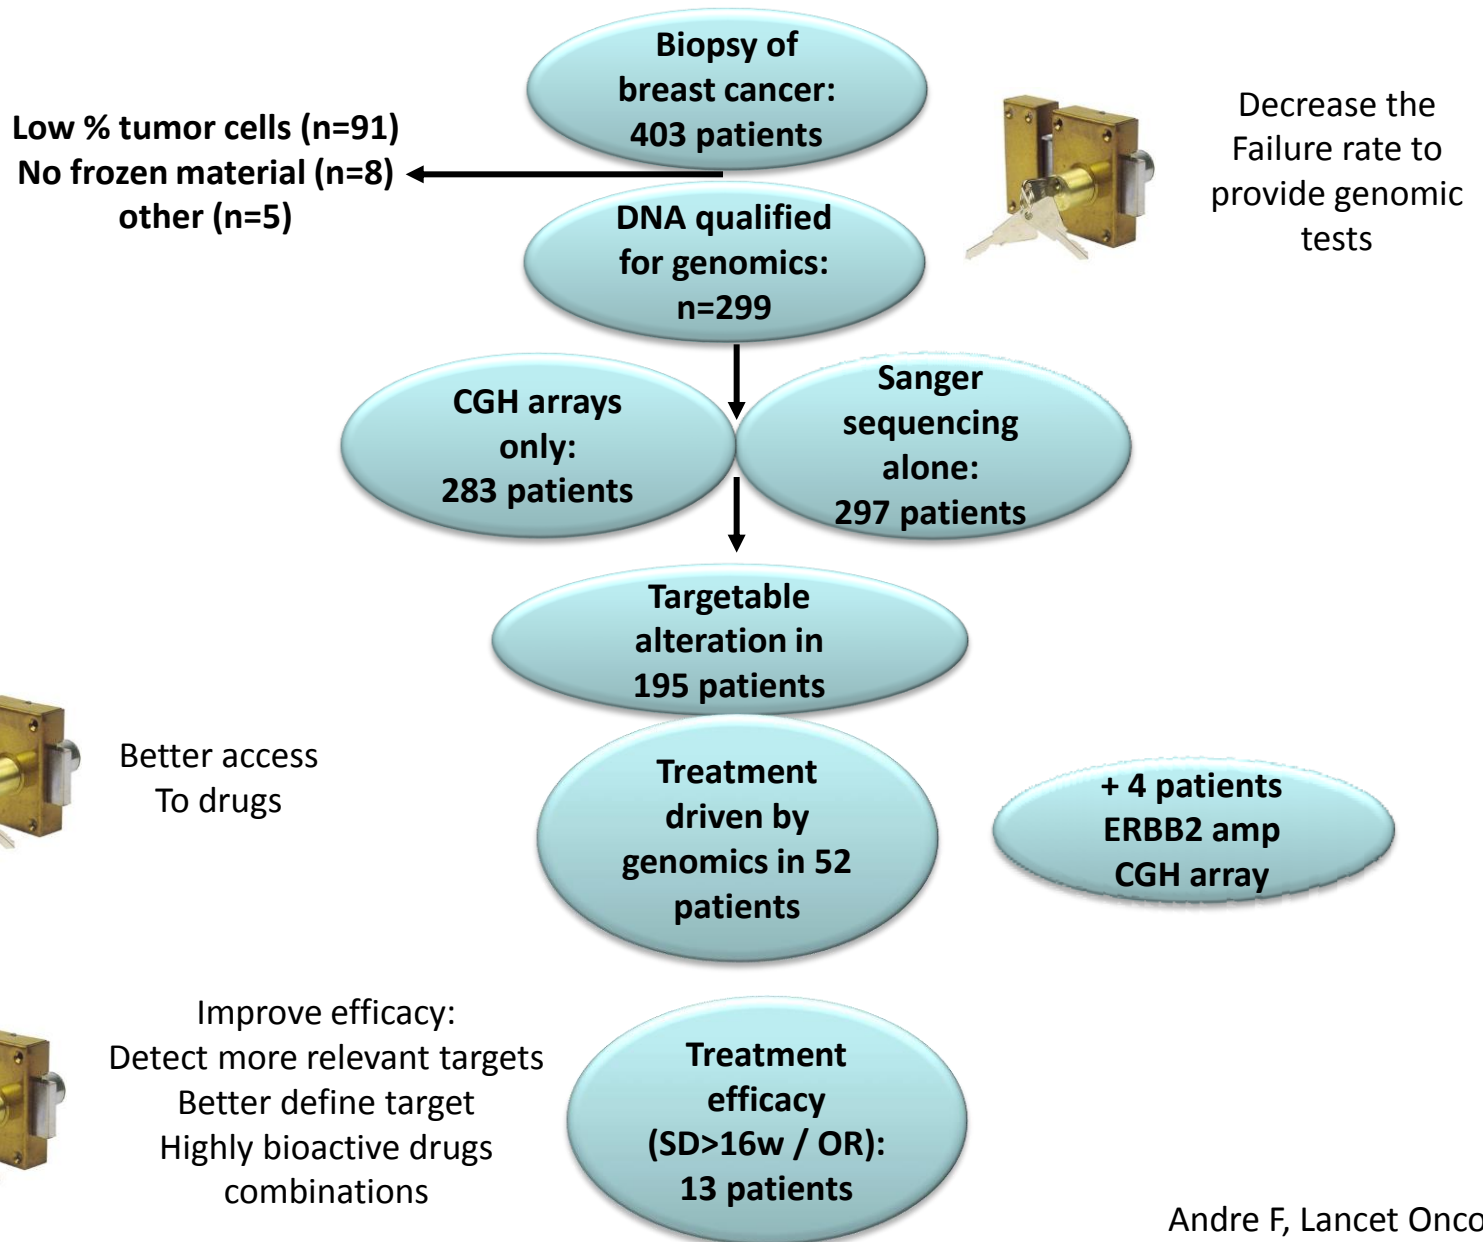 Biopsy of
breast cancer:
403 patients
Low % tumor cells (n=91)
No frozen material (n=8)
other (n=5)
Decrease the
Failure rate to
provide genomic
tests
DNA qualified
for genomics:
n=299
CGH arrays
only:
283 patients
Sanger
sequencing
alone:
297 patients
Targetable
alteration in
195 patients
Better access
To drugs
Treatment
driven by
genomics in 52
patients
+ 4 patients
ERBB2 amp
CGH array
Improve efficacy:
Detect more relevant targets
Better define target
Highly bioactive drugs
combinations
Treatment
efficacy
(SD>16w / OR):
13 patients
Andre F, Lancet Onco